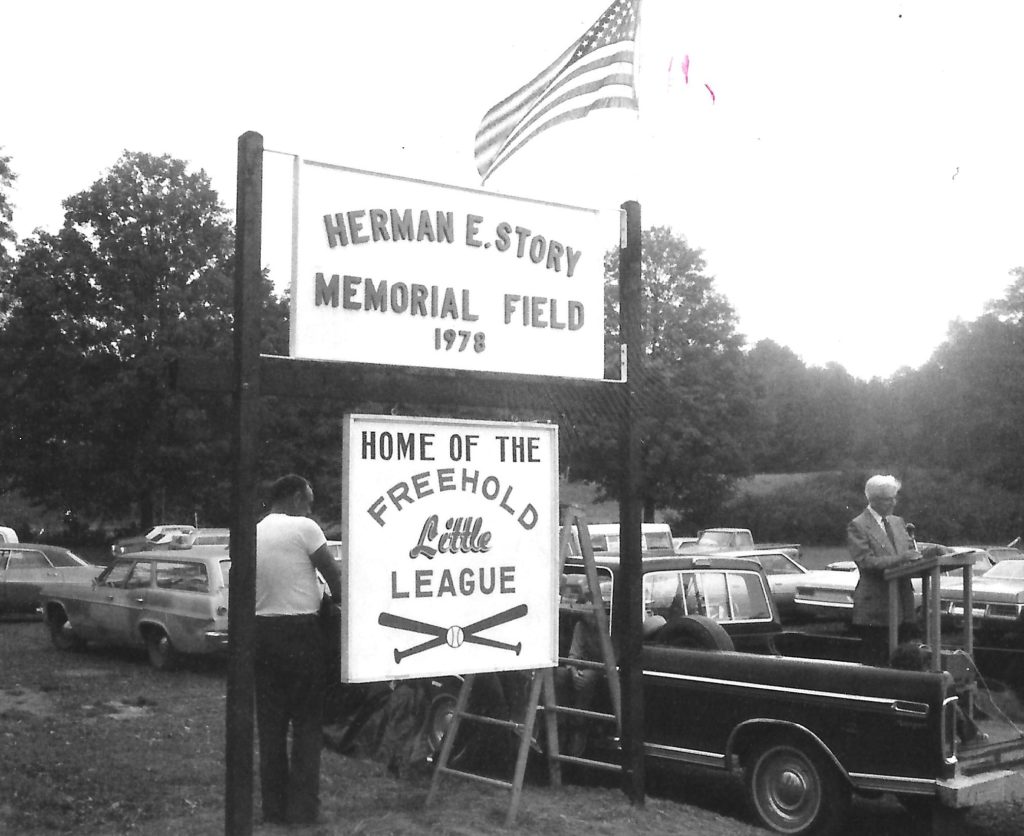 HERMAN E. STORY
MEMORIAL FIELD
1978
HOME OF THE
FREEHOLD
Little
LEAGUE